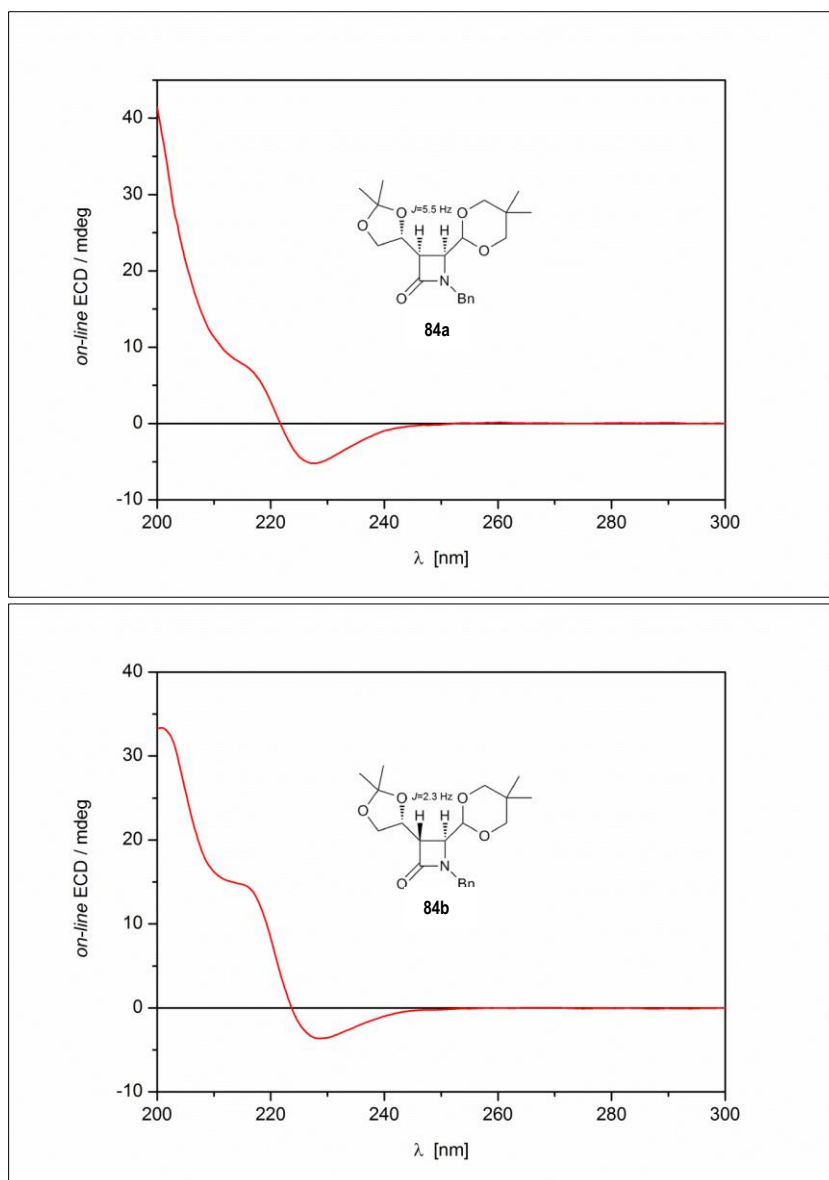 40
30
20
10
0
-10
on-line ECD / mdeg
200
220
240
260
280
300
λ [nm]
O
O
J=5.5 Hz
H
H
O
O
O
N
Bn
84a
40
30
20
10
0
-10
on-line ECD / mdeg
200
220
240
260
280
300
λ [nm]
O
O
J=2.3 Hz
H
H
O
O
O
N
Bn
84b